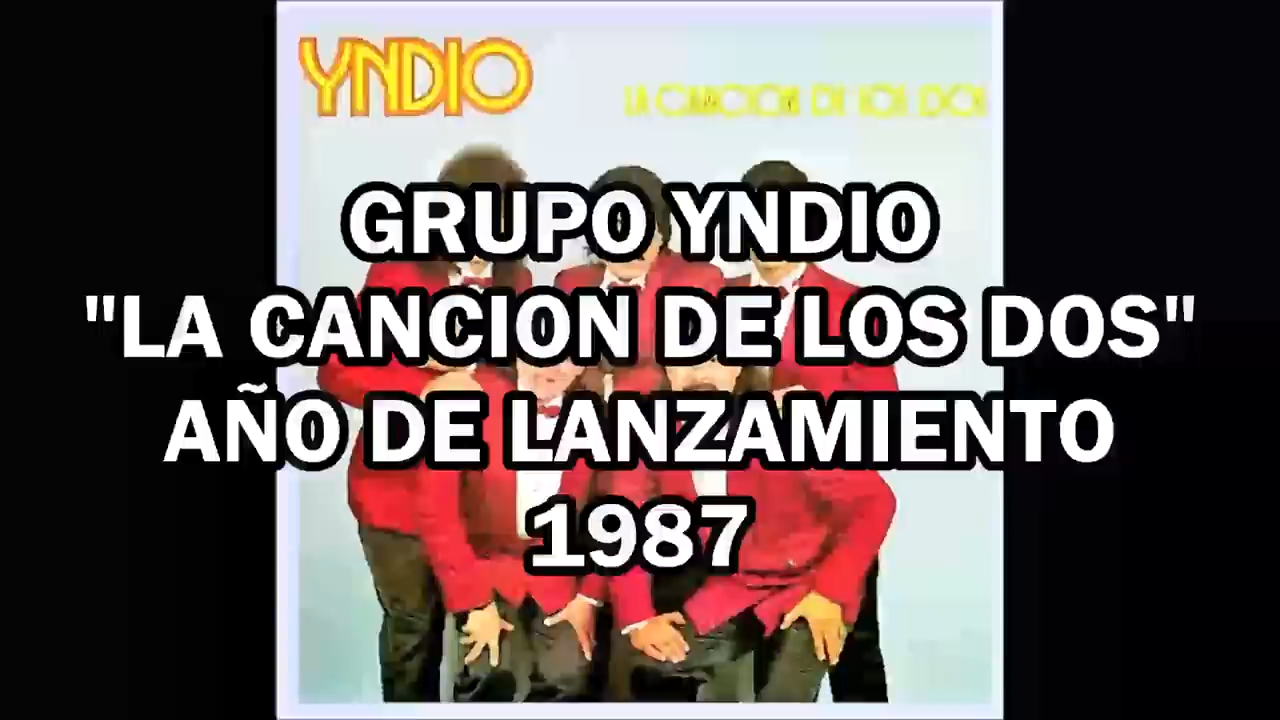 YNDIO
LA CANCION DE LOS DOS
GRUPO YNDIO
"LA CANCION DE LOS DOS"
AÑO DE LANZAMIENTO
1987